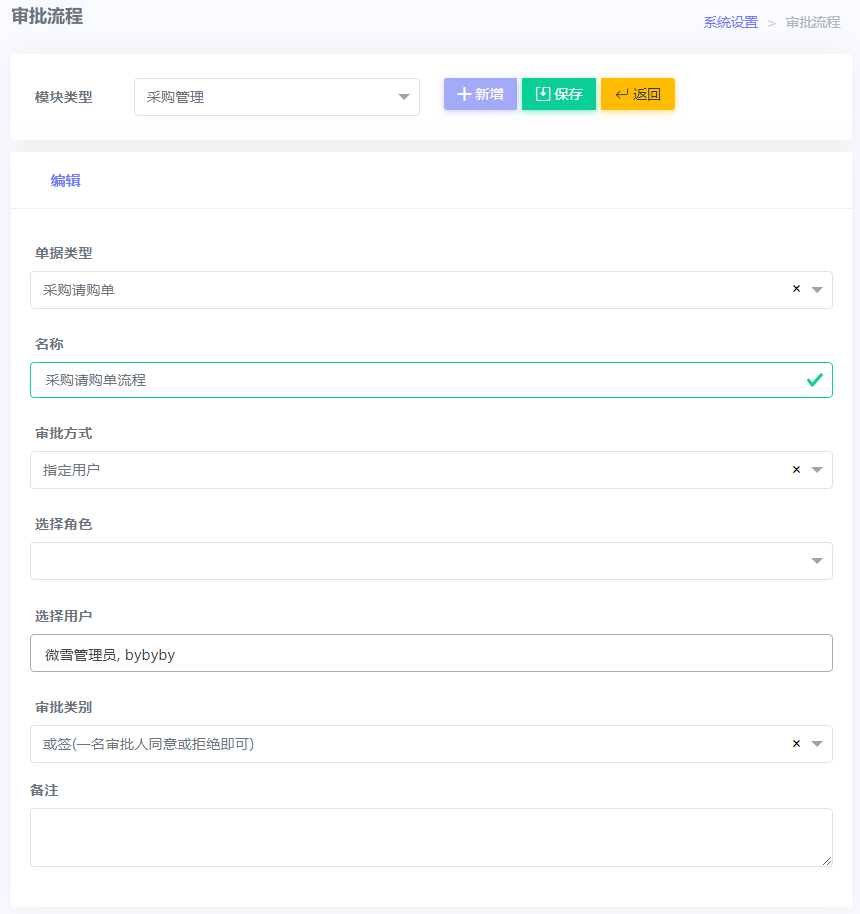 审批流程
系统设置 > 审批流程
模块类型 采购管理 新增 保存 返回
编辑
单据类型
采购请购单 ×
名称
采购请购单流程
审批方式
指定用户 ×
选择角色
选择用户
微雪管理员, bybyby
审批类别
或签(一名审批人同意或拒绝即可) ×
备注